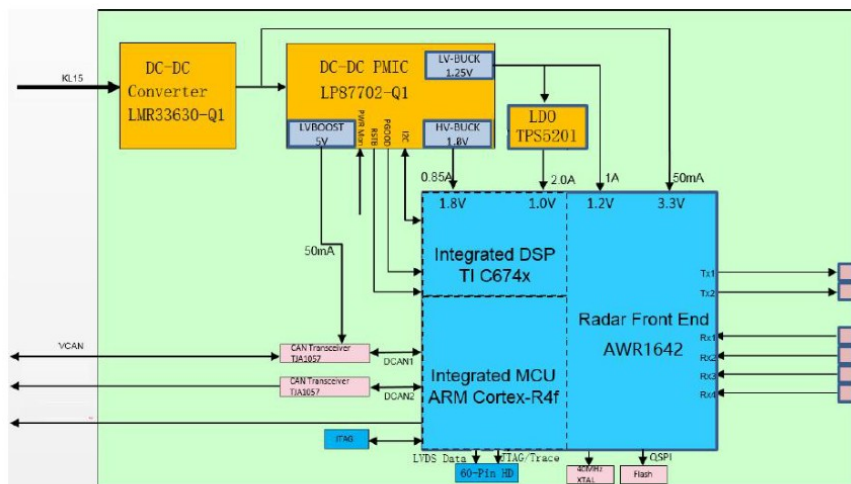 KL15
DC-DC
Converter
LMR33630-Q1
DC-DC PMIC
LP87702-Q1
LV-BUCK
1.25V
LVBOOST
5V
PWR Mon
RSTB
PGOOD
I2C
HV-BUCK
1.8V
LDO
TPS5201
0.85A
2.0A
1A
50mA
1.8V
1.0V
1.2V
3.3V
50mA
Integrated DSP
TI C674x
Radar Front End
AWR1642
Integrated MCU
ARM Cortex-R4f
Tx1
Tx2
Rx1
Rx2
Rx3
Rx4
VCAN
CAN Transceiver
TJA1057
DCAN1
CAN Transceiver
TJA1057
DCAN2
JTAG
LVDS Data
JTAG/Trace
60-Pin HD
40MHz
XTAL
QSPI
Flash